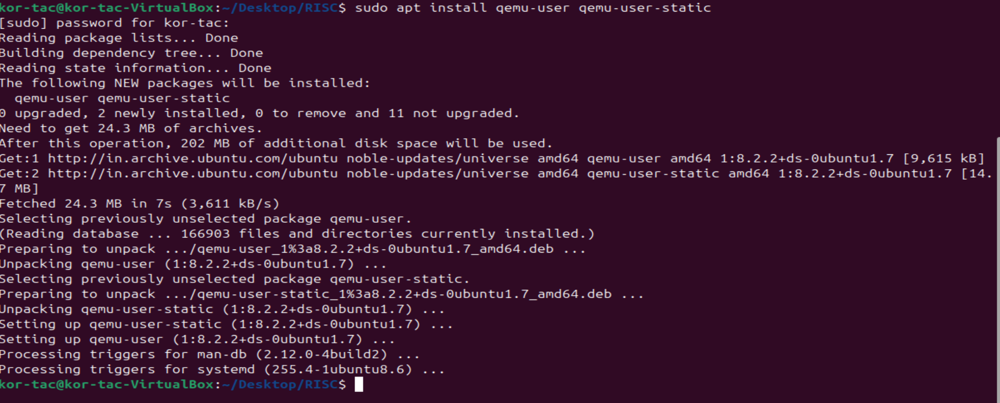 kor-tac@kor-tac-VirtualBox:~/Desktop/RISC$ sudo apt install qemu-user qemu-user-static
[sudo] password for kor-tac:
Reading package lists... Done
Building dependency tree... Done
Reading state information... Done
The following NEW packages will be installed:
  qemu-user qemu-user-static
0 upgraded, 2 newly installed, 0 to remove and 11 not upgraded.
Need to get 24.3 MB of archives.
After this operation, 202 MB of additional disk space will be used.
Get:1 http://in.archive.ubuntu.com/ubuntu noble-updates/universe amd64 qemu-user amd64 1:8.2.2+ds-0ubuntu1.7 [9,615 kB]
Get:2 http://in.archive.ubuntu.com/ubuntu noble-updates/universe amd64 qemu-user-static amd64 1:8.2.2+ds-0ubuntu1.7 [14.
7 MB]
Fetched 24.3 MB in 7s (3,611 kB/s)
Selecting previously unselected package qemu-user.
(Reading database ... 166903 files and directories currently installed.)
Preparing to unpack .../qemu-user_1%3a8.2.2+ds-0ubuntu1.7_amd64.deb ...
Unpacking qemu-user (1:8.2.2+ds-0ubuntu1.7) ...
Selecting previously unselected package qemu-user-static.
Preparing to unpack .../qemu-user-static_1%3a8.2.2+ds-0ubuntu1.7_amd64.deb ...
Unpacking qemu-user-static (1:8.2.2+ds-0ubuntu1.7) ...
Setting up qemu-user-static (1:8.2.2+ds-0ubuntu1.7) ...
Setting up qemu-user (1:8.2.2+ds-0ubuntu1.7) ...
Processing triggers for man-db (2.12.0-4build2) ...
Processing triggers for systemd (255.4-1ubuntu8.6) ...
kor-tac@kor-tac-VirtualBox:~/Desktop/RISC$